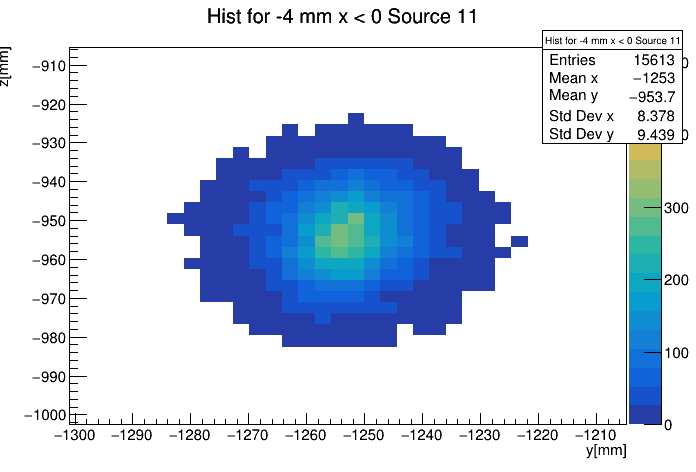 Hist for -4 mm x < 0 Source 11
z[mm]
Hist for -4 mm x < 0 Source 11
Entries 15613
Mean x −1253
Mean y −953.7
Std Dev x 8.378
Std Dev y 9.439
−910
−920
−930
−940
−950
−960
−970
−980
−990
−1000
−1300 −1290 −1280 −1270 −1260 −1250 −1240 −1230 −1220 −1210
y[mm]
300
200
100
0